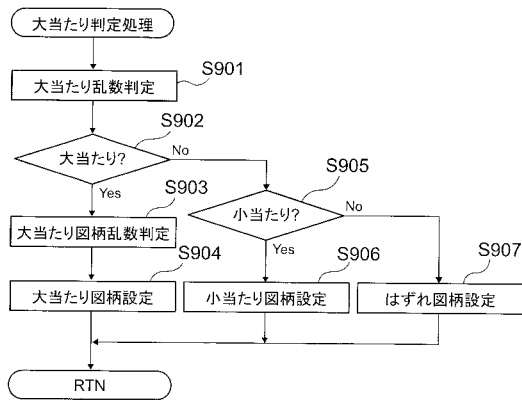 大当たり判定処理
S901
大当たり乱数判定
S902
大当たり?
No
Yes
S905
小当たり?
No
Yes
S903
大当たり図柄乱数判定
S904
大当たり図柄設定
S906
小当たり図柄設定
S907
はずれ図柄設定
RTN